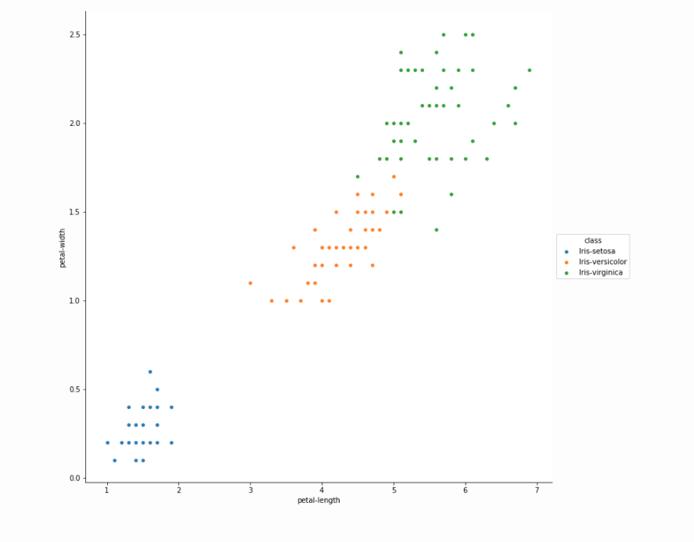 2.5
2.0
1.5
1.0
0.5
0.0
petal-width
1 2 3 4 5 6 7
petal-length
class
Iris-setosa
Iris-versicolor
Iris-virginica